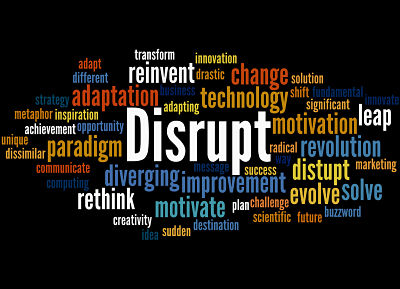 transform
adapt
innovation
different
reinvent
drastic
change
solution
strategy
adaptation
business
technology
shift
fundamental
innovate
metaphor
inspiration
adapting
significant
leap
achievement
opportunity
Disrupt
motivation
unique
dissimilar
paradigm
radical
revolution
communicate
message
way
marketing
computing
diverging
success
distupt
improvement
evolve
solve
rethink
motivate
plan
challenge
creativity
scientific
future
buzzword
idea
sudden
destination